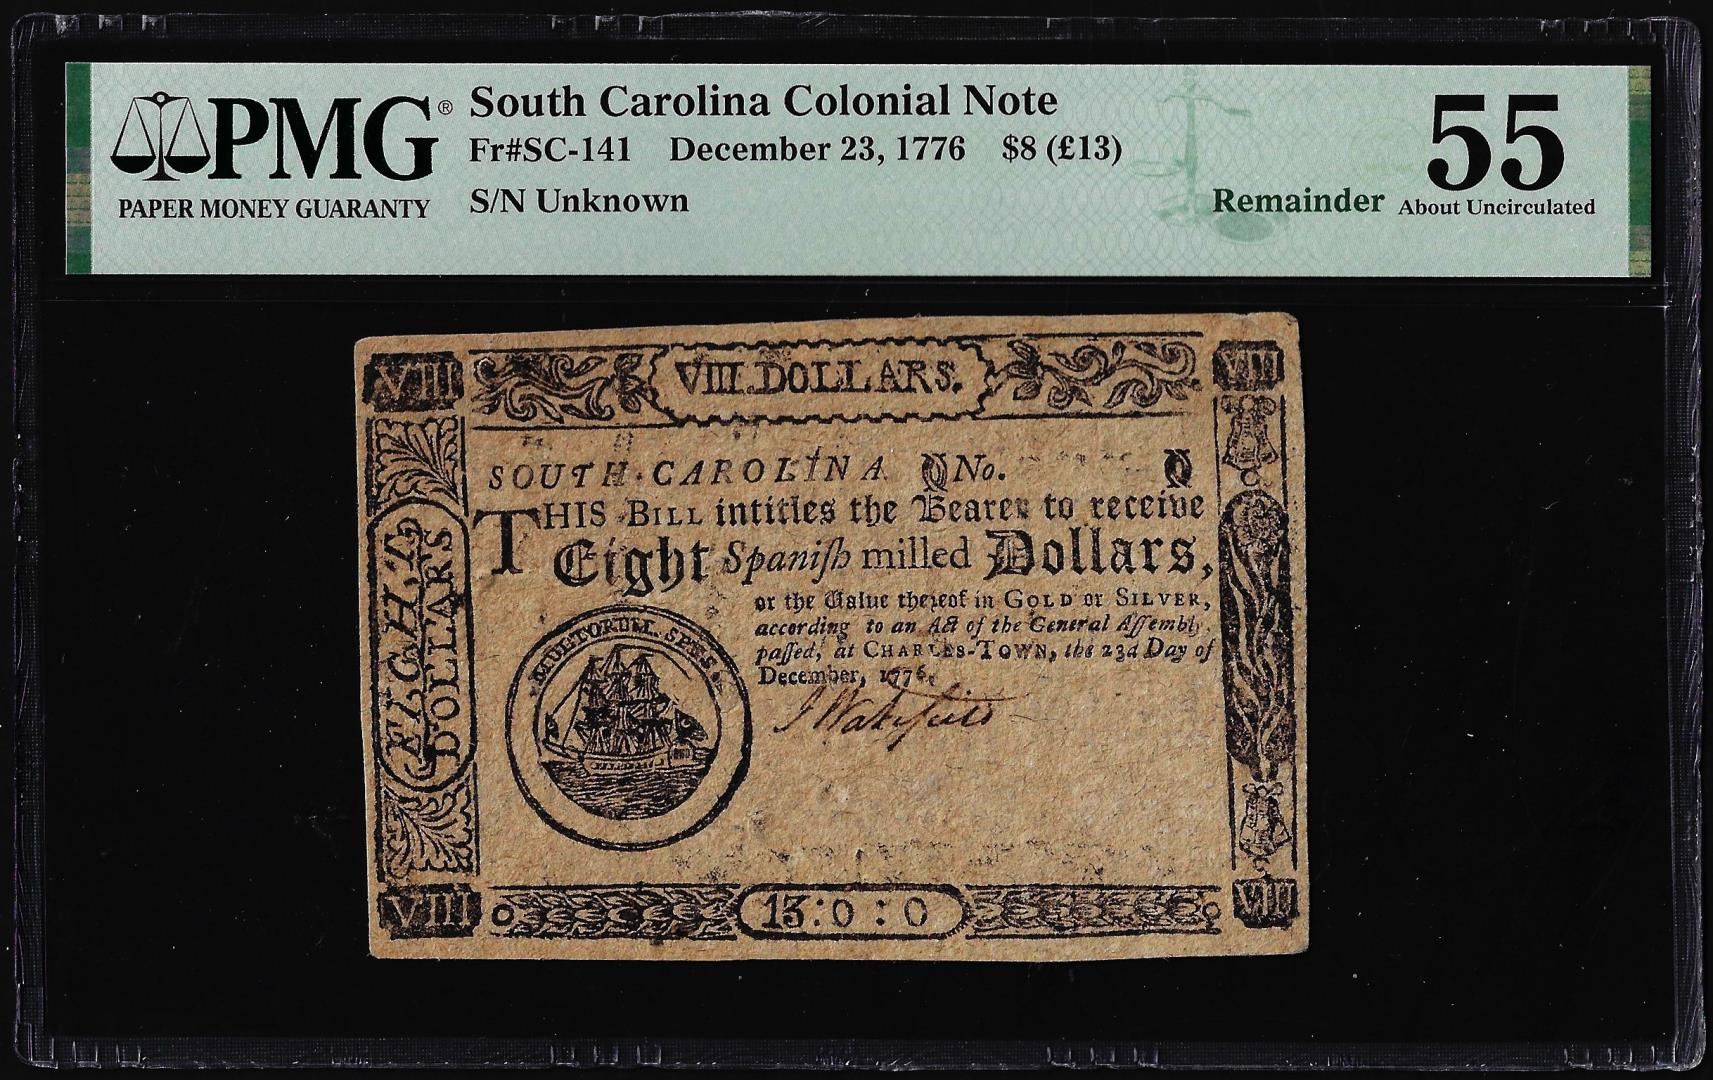 PMG®
PAPER MONEY GUARANTY
South Carolina Colonial Note
Fr#SC-141 December 23, 1776 $8 (£13)
S/N Unknown
Remainder
55
About Uncirculated
VIII
VIII DOLLARS.
VIII
SOUTH-CAROLINA No.
THIS BILL intitles the Bearer to receive
Eight Spaniſh milled Dollars,
or the Value thereof in GOLD or SILVER,
according to an Act of the General Aſſembly,
paſſed, at CHARLES-TOWN, the 23d Day of
December, 1776.
J Wakefield
MULTORUM SPES
EIGHT
DOLLARS
VIII
13:0:0
VIII